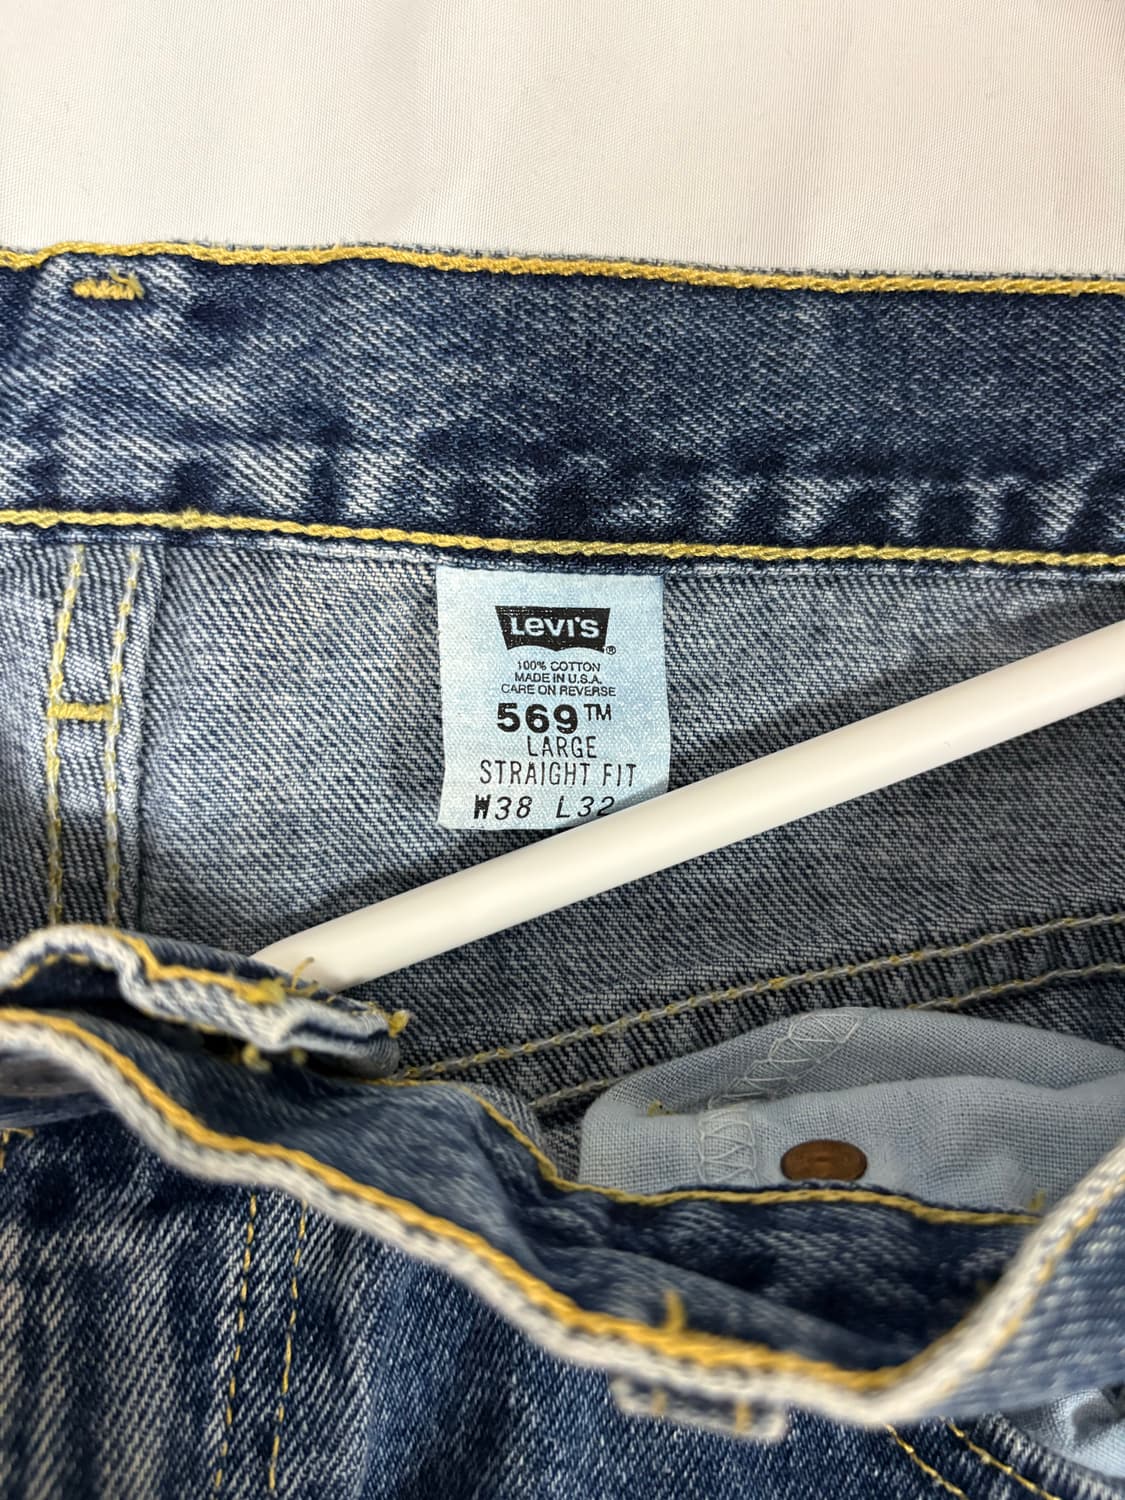 Levi's®
100% COTTON
MADE IN U.S.A.
CARE ON REVERSE
569™
LARGE
STRAIGHT FIT
W38 L32